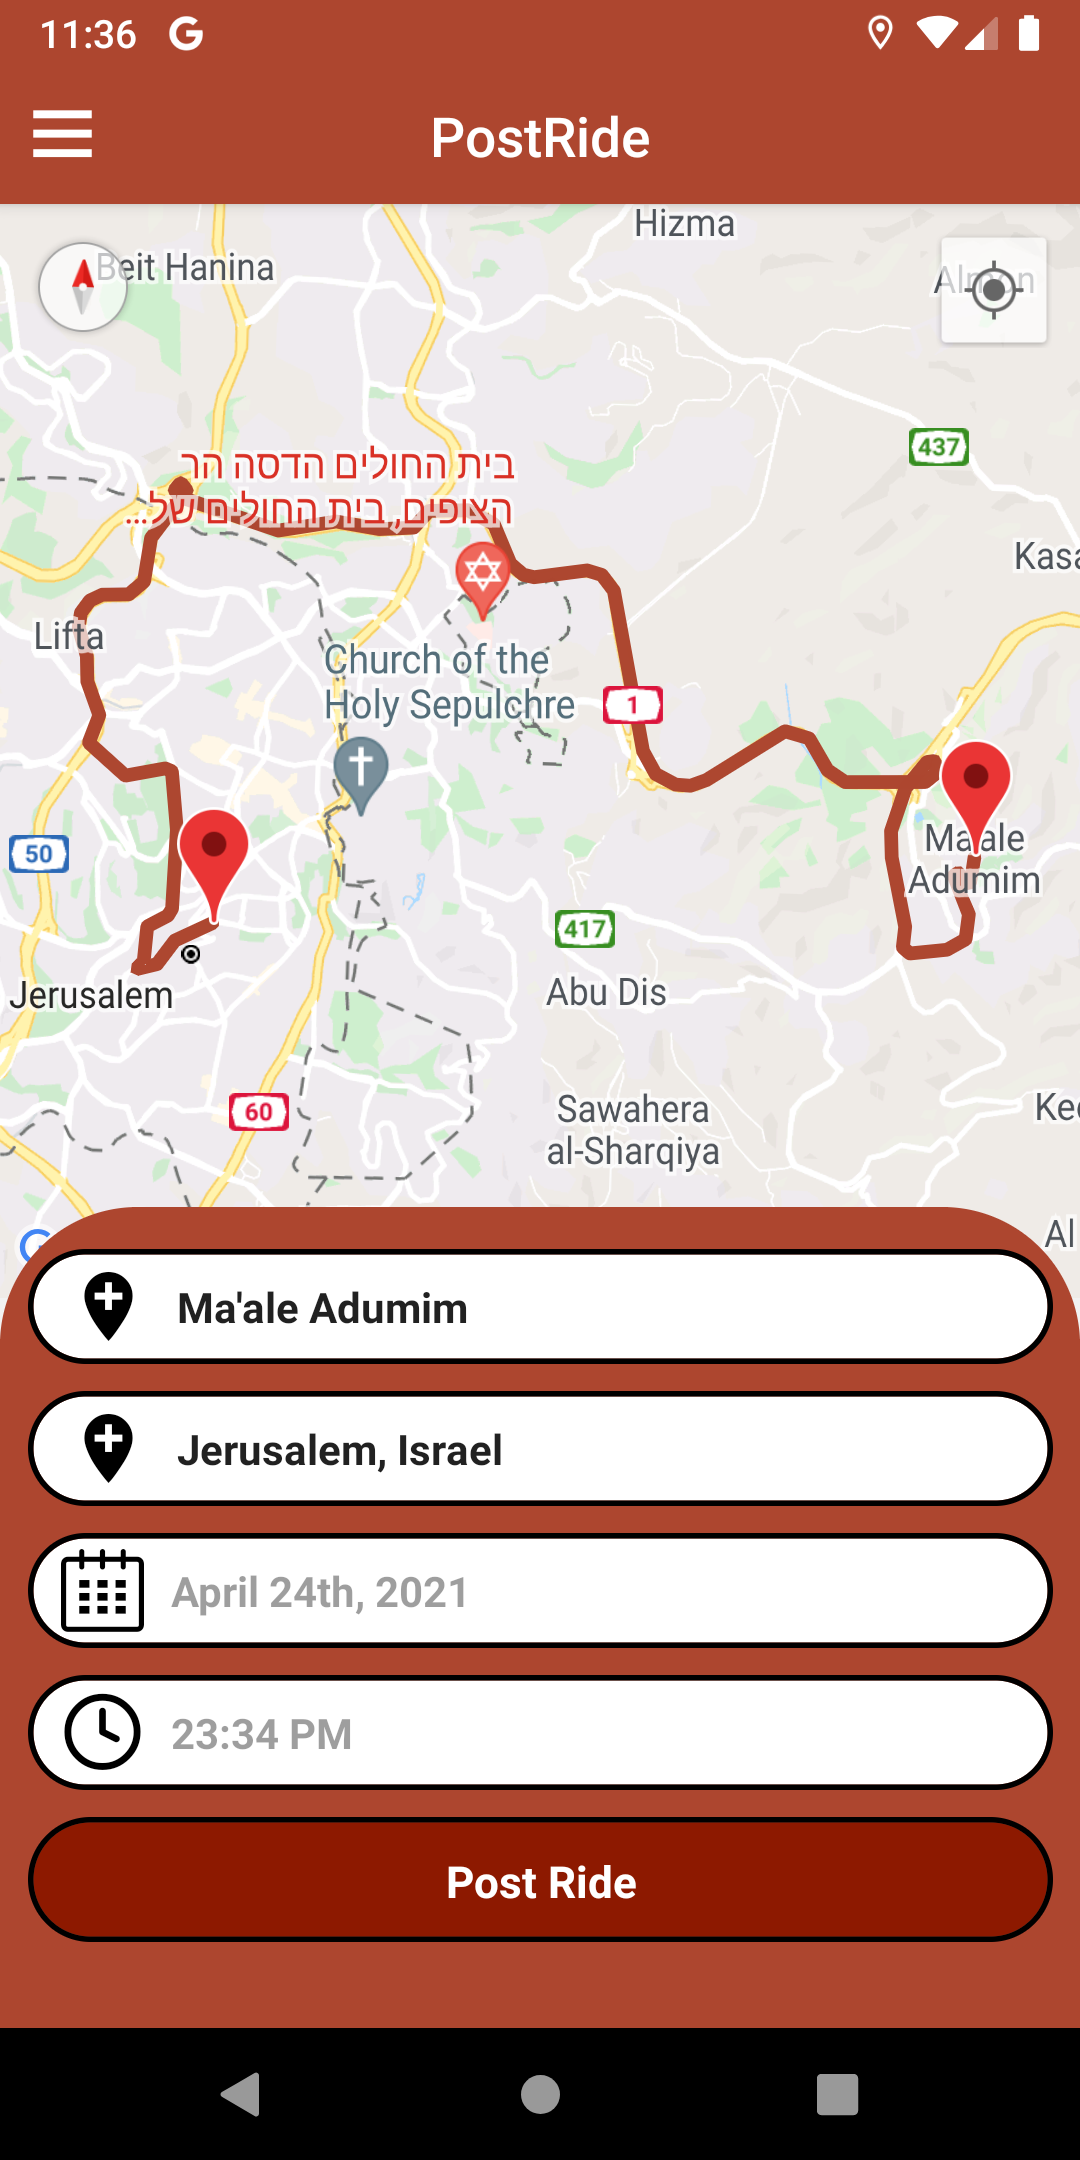 11:36
PostRide
Hizma
Beit Hanina
Almon
437
בית החולים הדסה הר
הצופים, בית החולים של...
Kasa
Lifta
Church of the
Holy Sepulchre
1
Ma'ale
Adumim
50
417
Jerusalem
Abu Dis
60
Sawahera
al-Sharqiya
Ked
Al
Ma'ale Adumim
Jerusalem, Israel
April 24th, 2021
23:34 PM
Post Ride